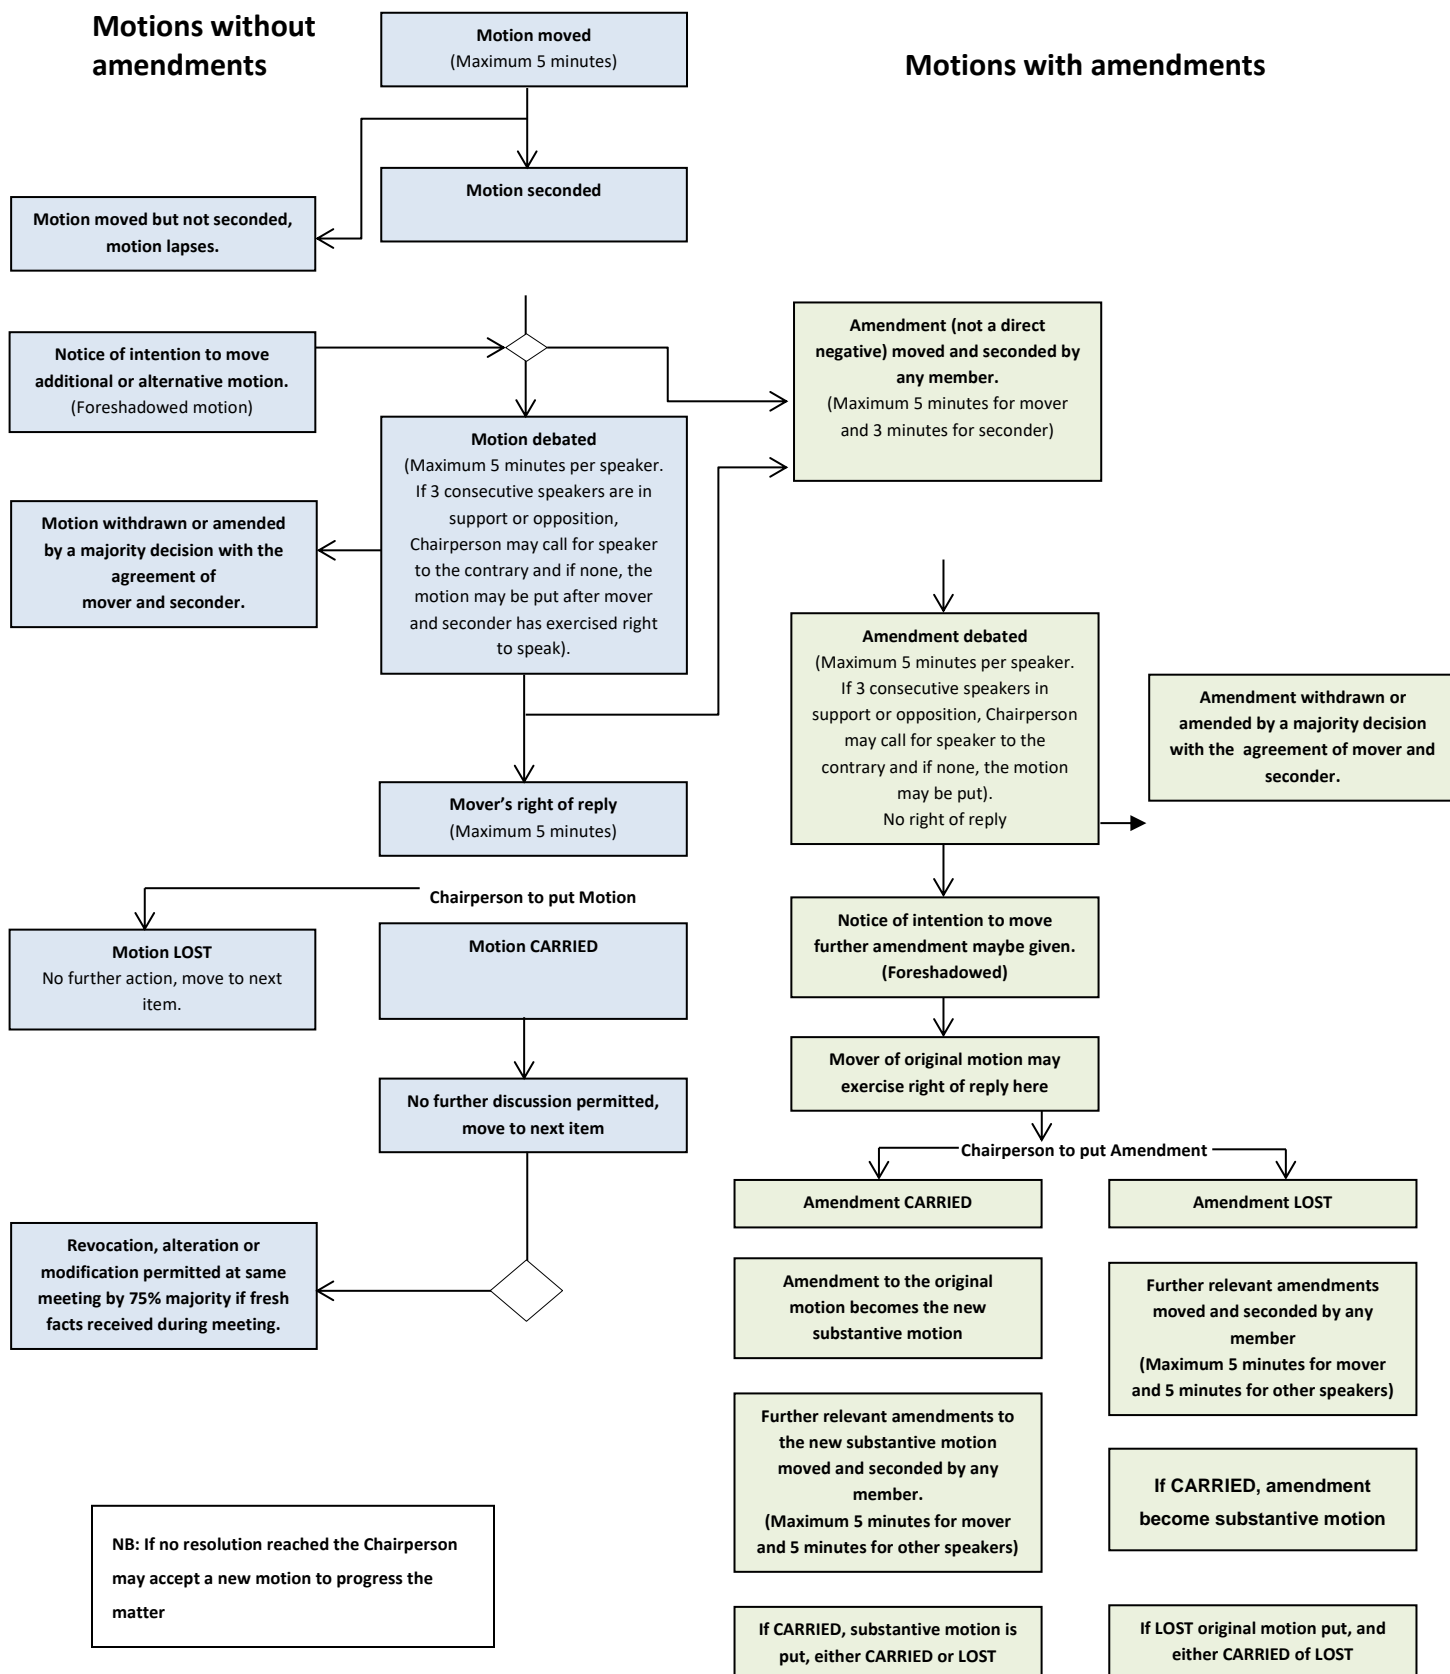 Motions without
amendments
Motion moved
(Maximum 5 minutes)
Motions with amendments
Motion seconded
Motion moved but not seconded,
motion lapses.
Notice of intention to move
additional or alternative motion.
(Foreshadowed motion)
Amendment (not a direct
negative) moved and seconded by
any member.
(Maximum 5 minutes for mover
and 3 minutes for seconder)
Motion debated
(Maximum 5 minutes per speaker.
If 3 consecutive speakers are in
support or opposition,
Chairperson may call for speaker
to the contrary and if none, the
motion may be put after mover
and seconder has exercised right
to speak).
Motion withdrawn or amended
by a majority decision with the
agreement of
mover and seconder.
Amendment debated
(Maximum 5 minutes per speaker.
If 3 consecutive speakers in
support or opposition, Chairperson
may call for speaker to the
contrary and if none, the motion
may be put).
No right of reply
Amendment withdrawn or
amended by a majority decision
with the  agreement of mover and
seconder.
Mover’s right of reply
(Maximum 5 minutes)
Chairperson to put Motion
Motion LOST
No further action, move to next
item.
Motion CARRIED
Notice of intention to move
further amendment maybe given.
(Foreshadowed)
Mover of original motion may
exercise right of reply here
No further discussion permitted,
move to next item
Chairperson to put Amendment
Amendment CARRIED
Amendment LOST
Revocation, alteration or
modification permitted at same
meeting by 75% majority if fresh
facts received during meeting.
Amendment to the original
motion becomes the new
substantive motion
Further relevant amendments
moved and seconded by any
member
(Maximum 5 minutes for mover
and 5 minutes for other speakers)
Further relevant amendments to
the new substantive motion
moved and seconded by any
member.
(Maximum 5 minutes for mover
and 5 minutes for other speakers)
If CARRIED, amendment
become substantive motion
NB: If no resolution reached the Chairperson
may accept a new motion to progress the
matter
If CARRIED, substantive motion is
put, either CARRIED or LOST
If LOST original motion put, and
either CARRIED of LOST